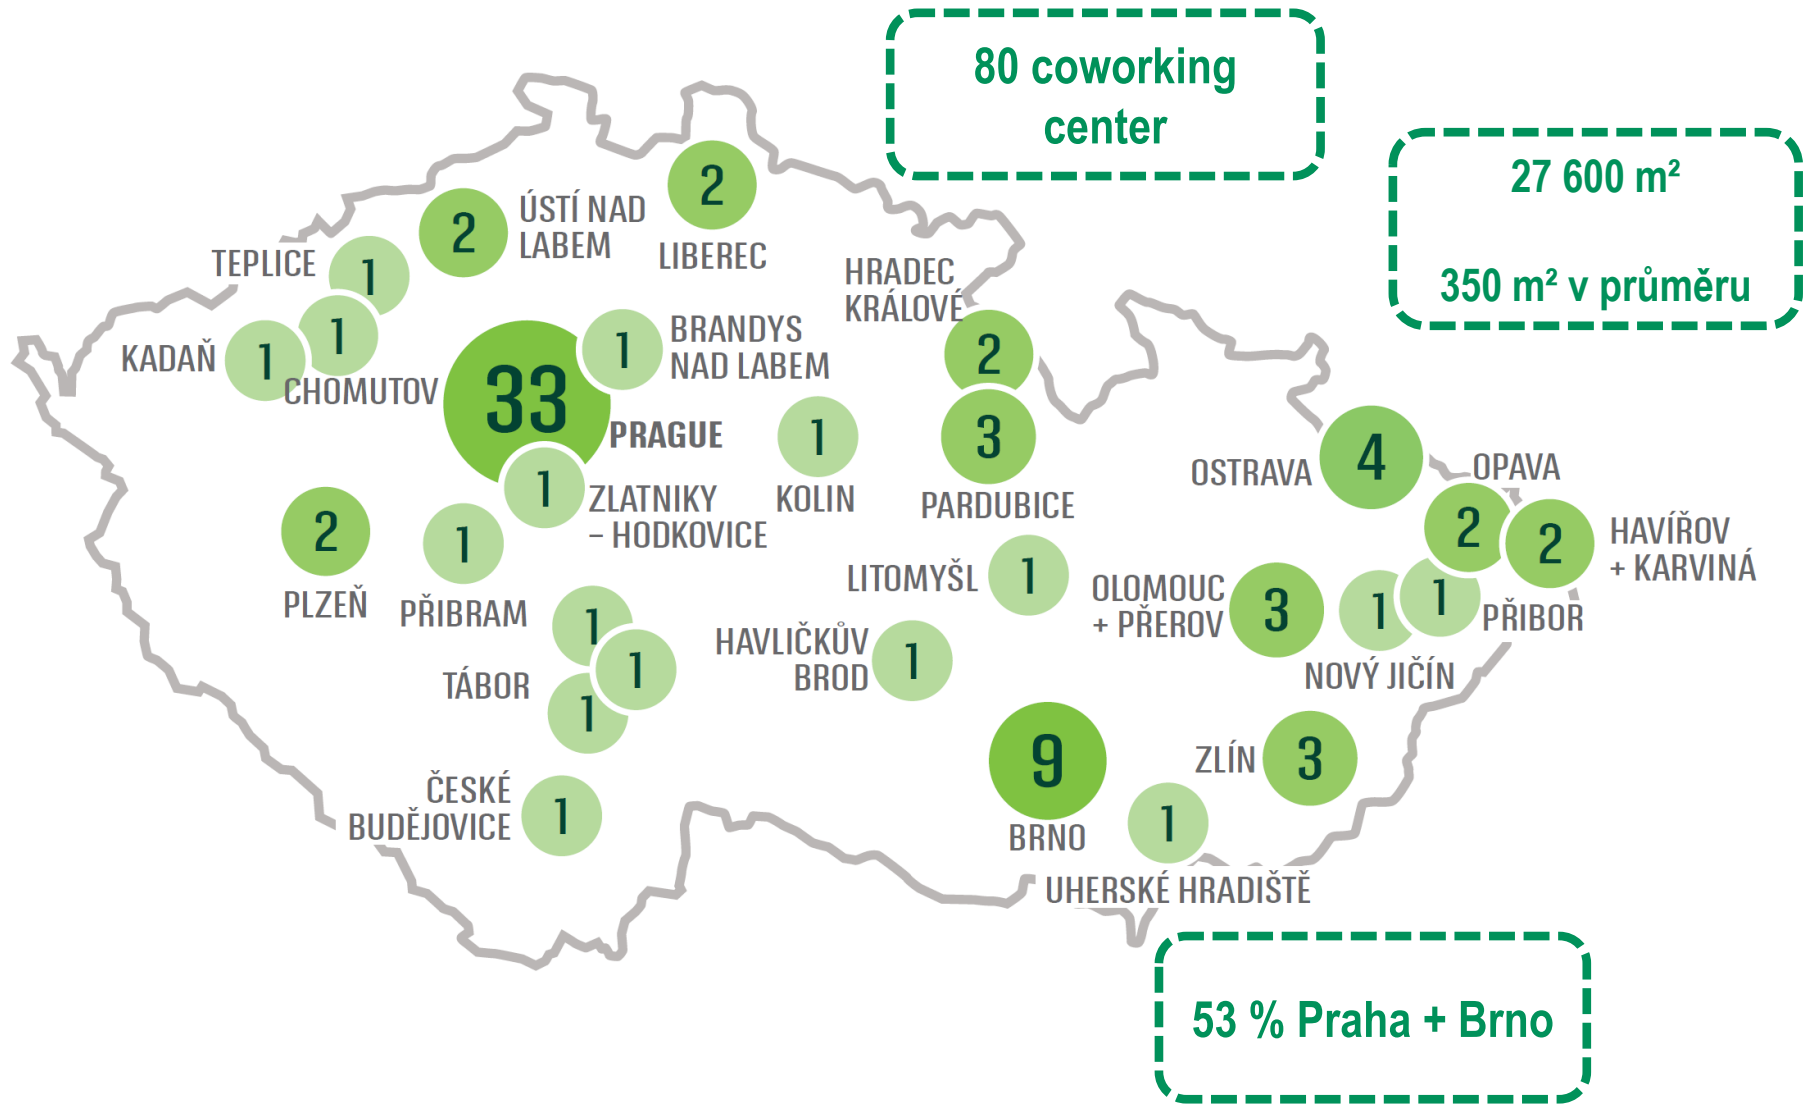 80 coworking
center
27 600 m²
350 m² v průměru
2
ÚSTÍ NAD
LABEM
2
LIBEREC
TEPLICE
1
HRADEC
KRÁLOVÉ
2
KADAŇ
1
1
CHOMUTOV
33
PRAGUE
1
BRANDYS
NAD LABEM
1
KOLIN
3
PARDUBICE
OSTRAVA
4
OPAVA
2
2
HAVÍŘOV
+ KARVINÁ
1
ZLATNIKY
– HODKOVICE
2
PLZEŇ
1
PŘIBRAM
LITOMYŠL
1
OLOMOUC
+ PŘEROV
3
1
1
PŘIBOR
NOVÝ JIČÍN
1
1
1
TÁBOR
HAVLIČKŮV
BROD
1
9
BRNO
ZLÍN
3
ČESKÉ
BUDĚJOVICE
1
1
UHERSKÉ HRADIŠTĚ
53 % Praha + Brno